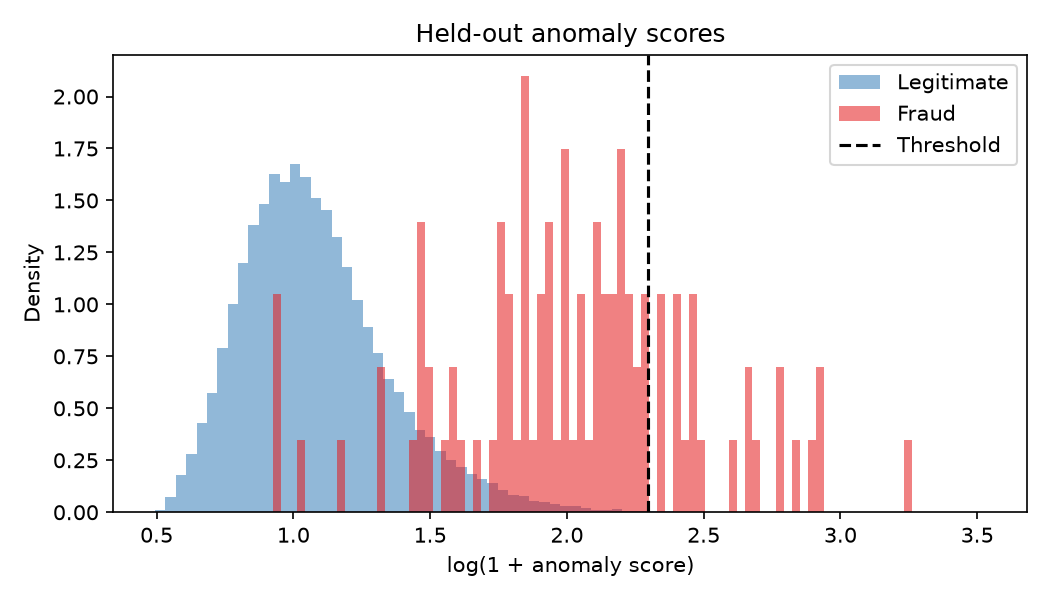 Held-out anomaly scores
Legitimate
Fraud
Threshold
Density
2.00
1.75
1.50
1.25
1.00
0.75
0.50
0.25
0.00
0.5 1.0 1.5 2.0 2.5 3.0 3.5
log(1 + anomaly score)